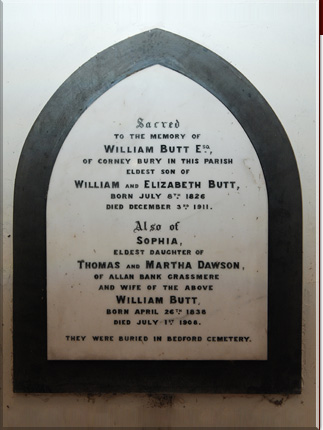 Sacred
TO THE MEMORY OF
WILLIAM BUTT ESQ.
OF CORNEY BURY IN THIS PARISH
ELDEST SON OF
WILLIAM AND ELIZABETH BUTT,
BORN JULY 8TH 1826
DIED DECEMBER 3RD 1911.
Also of
SOPHIA,
ELDEST DAUGHTER OF
THOMAS AND MARTHA DAWSON,
OF ALLAN BANK GRASSMERE
AND WIFE OF THE ABOVE
WILLIAM BUTT,
BORN APRIL 26TH 1838
DIED JULY 1ST 1908.
THEY WERE BURIED IN BEDFORD CEMETERY.